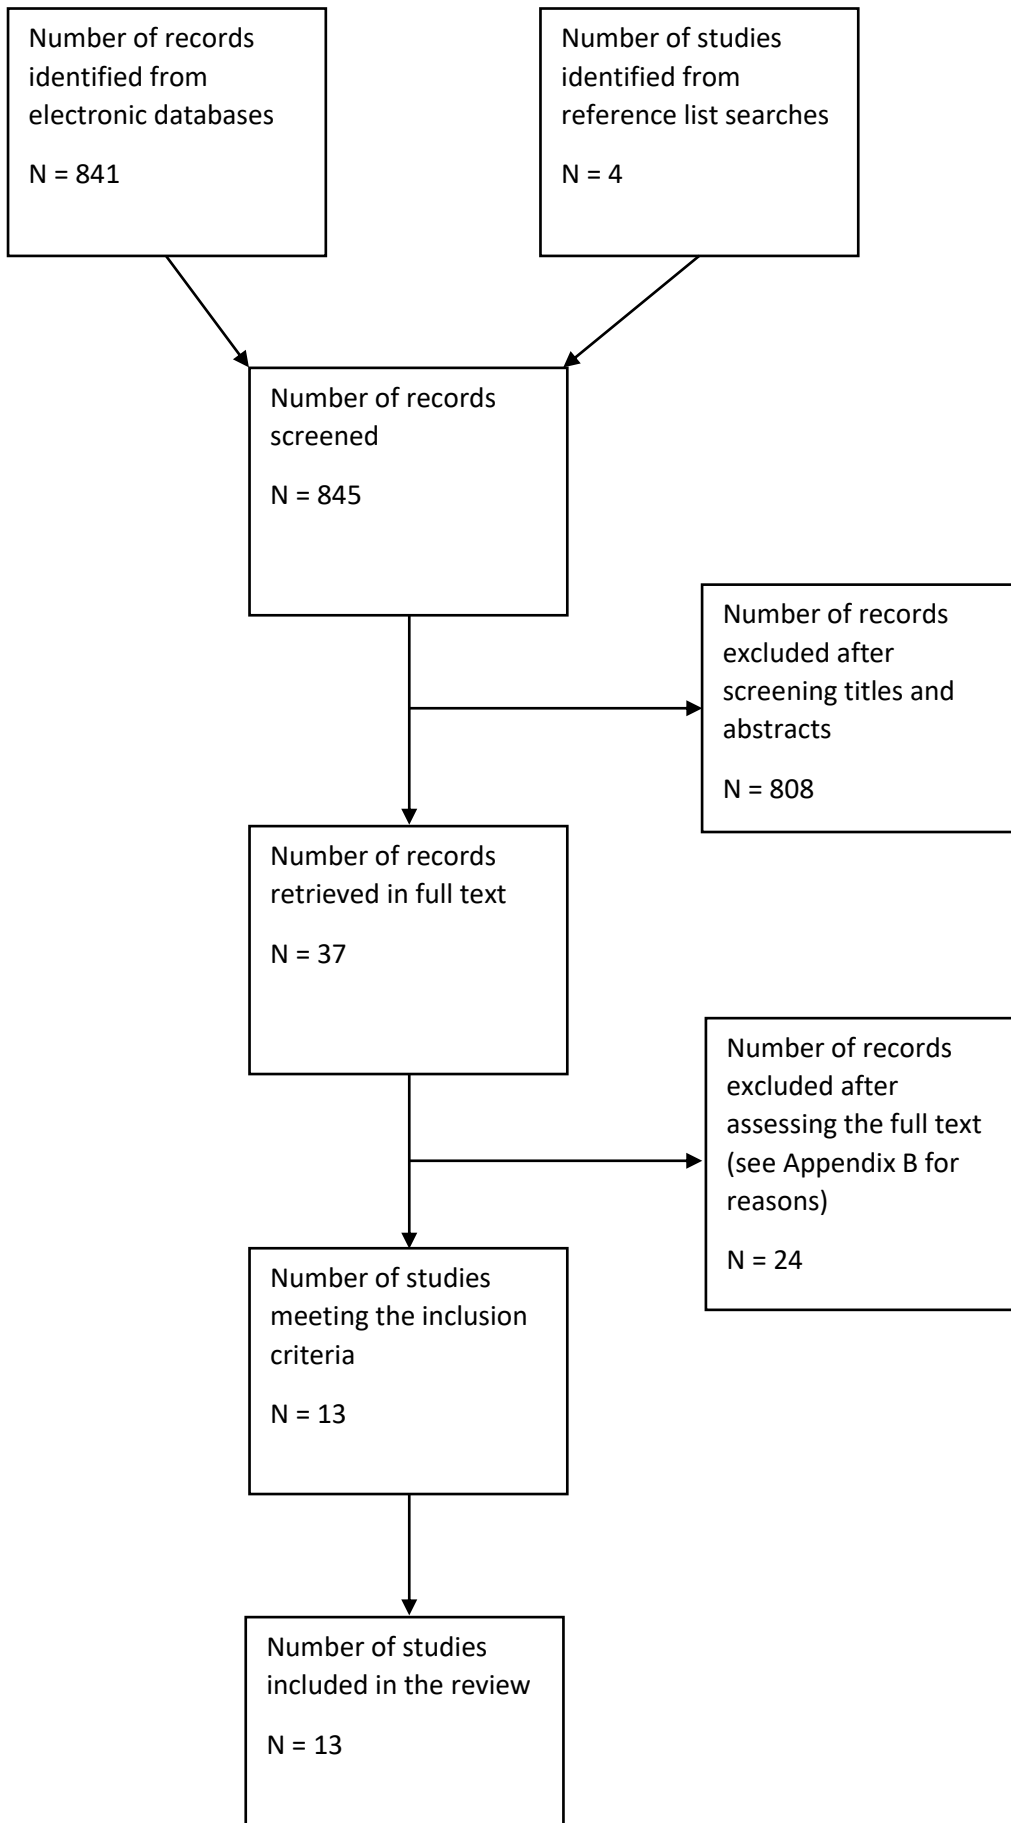 Number of records
identified from
electronic databases
N = 841
Number of studies
identified from
reference list searches
N = 4
Number of records
screened
N = 845
Number of records
excluded after
screening titles and
abstracts
N = 808
Number of records
retrieved in full text
N = 37
Number of records
excluded after
assessing the full text
(see Appendix B for
reasons)
N = 24
Number of studies
meeting the inclusion
criteria
N = 13
Number of studies
included in the review
N = 13